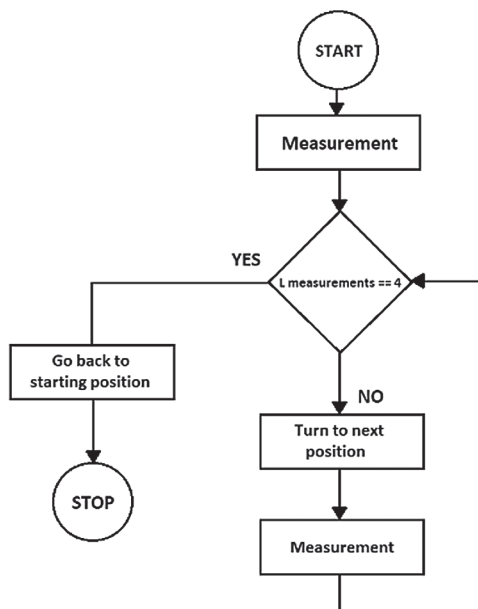 START
Measurement
YES
L measurements == 4
Go back to
starting position
NO
Turn to next
position
STOP
Measurement